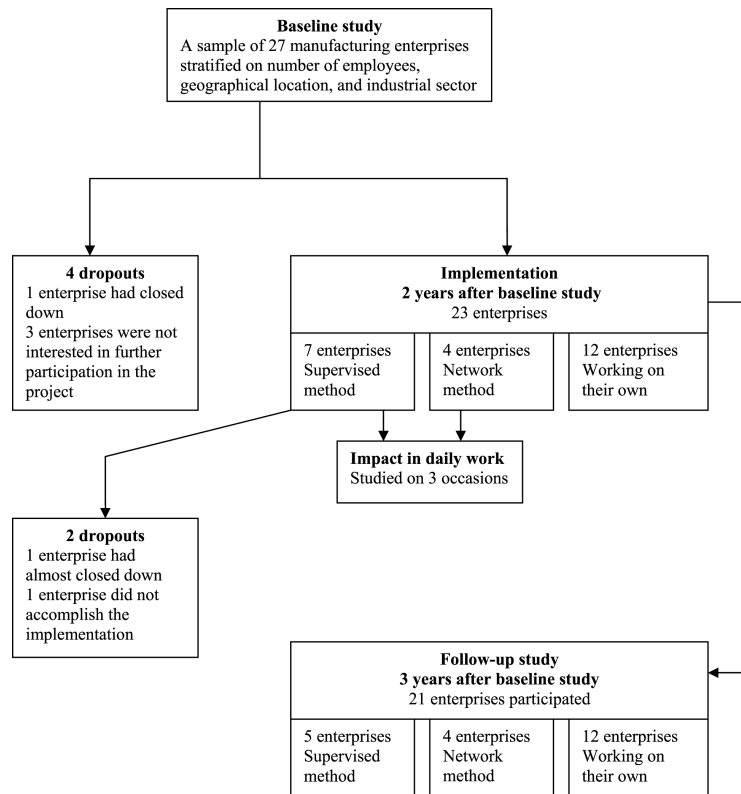 Baseline study
A sample of 27 manufacturing enterprises
stratified on number of employees,
geographical location, and industrial sector
4 dropouts
1 enterprise had closed
down
3 enterprises were not
interested in further
participation in the
project
Implementation
2 years after baseline study
23 enterprises
7 enterprises
Supervised
method
4 enterprises
Network
method
12 enterprises
Working on
their own
Impact in daily work
Studied on 3 occasions
2 dropouts
1 enterprise had
almost closed down
1 enterprise did not
accomplish the
implementation
Follow-up study
3 years after baseline study
21 enterprises participated
5 enterprises
Supervised
method
4 enterprises
Network
method
12 enterprises
Working on
their own